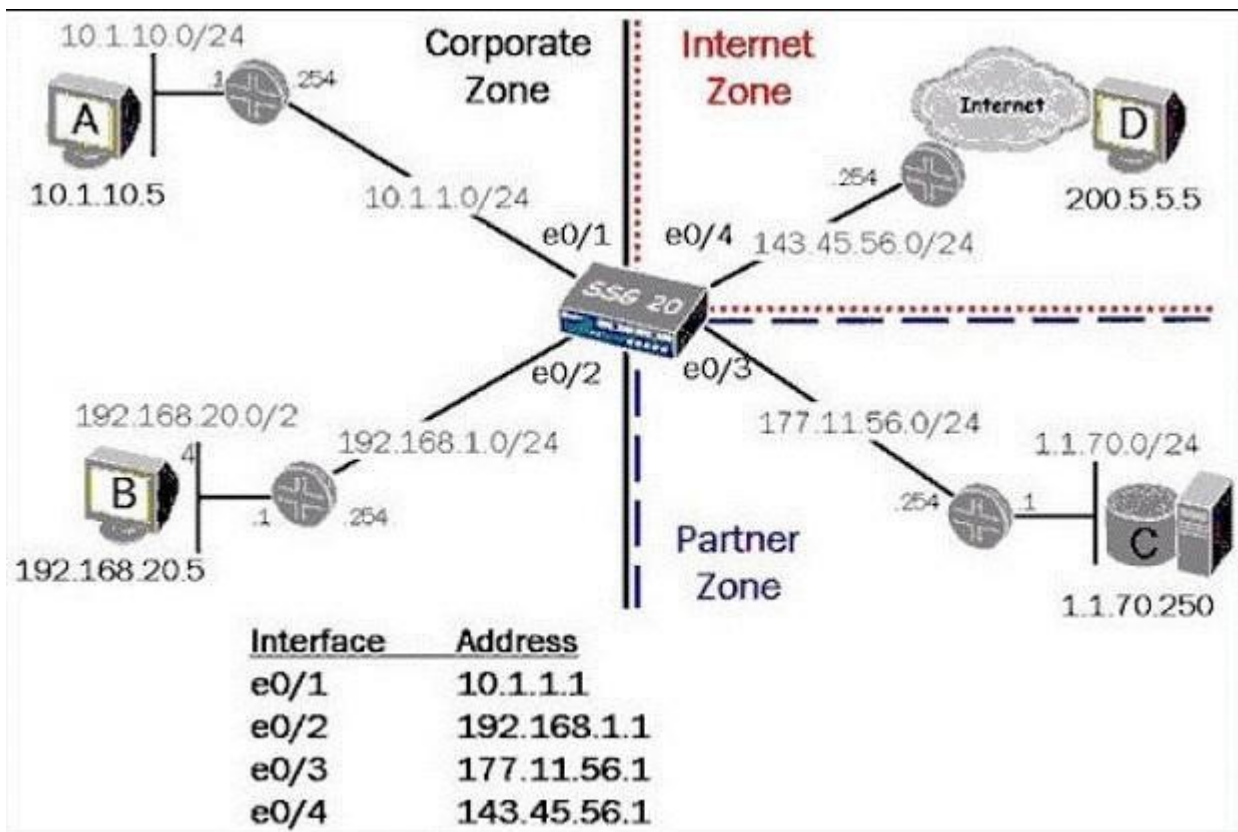 10.1.10.0/24
.1
.254
A
10.1.10.5
10.1.1.0/24
Corporate
Zone
Internet
Zone
Internet
D
200.5.5.5
.254
143.45.56.0/24
e0/1
e0/4
SSG 20
e0/2
e0/3
192.168.20.0/2
4
B
.1
.254
192.168.20.5
192.168.1.0/24
177.11.56.0/24
1.1.70.0/24
.254
.1
C
1.1.70.250
Partner
Zone
Interface Address
e0/1 10.1.1.1
e0/2 192.168.1.1
e0/3 177.11.56.1
e0/4 143.45.56.1